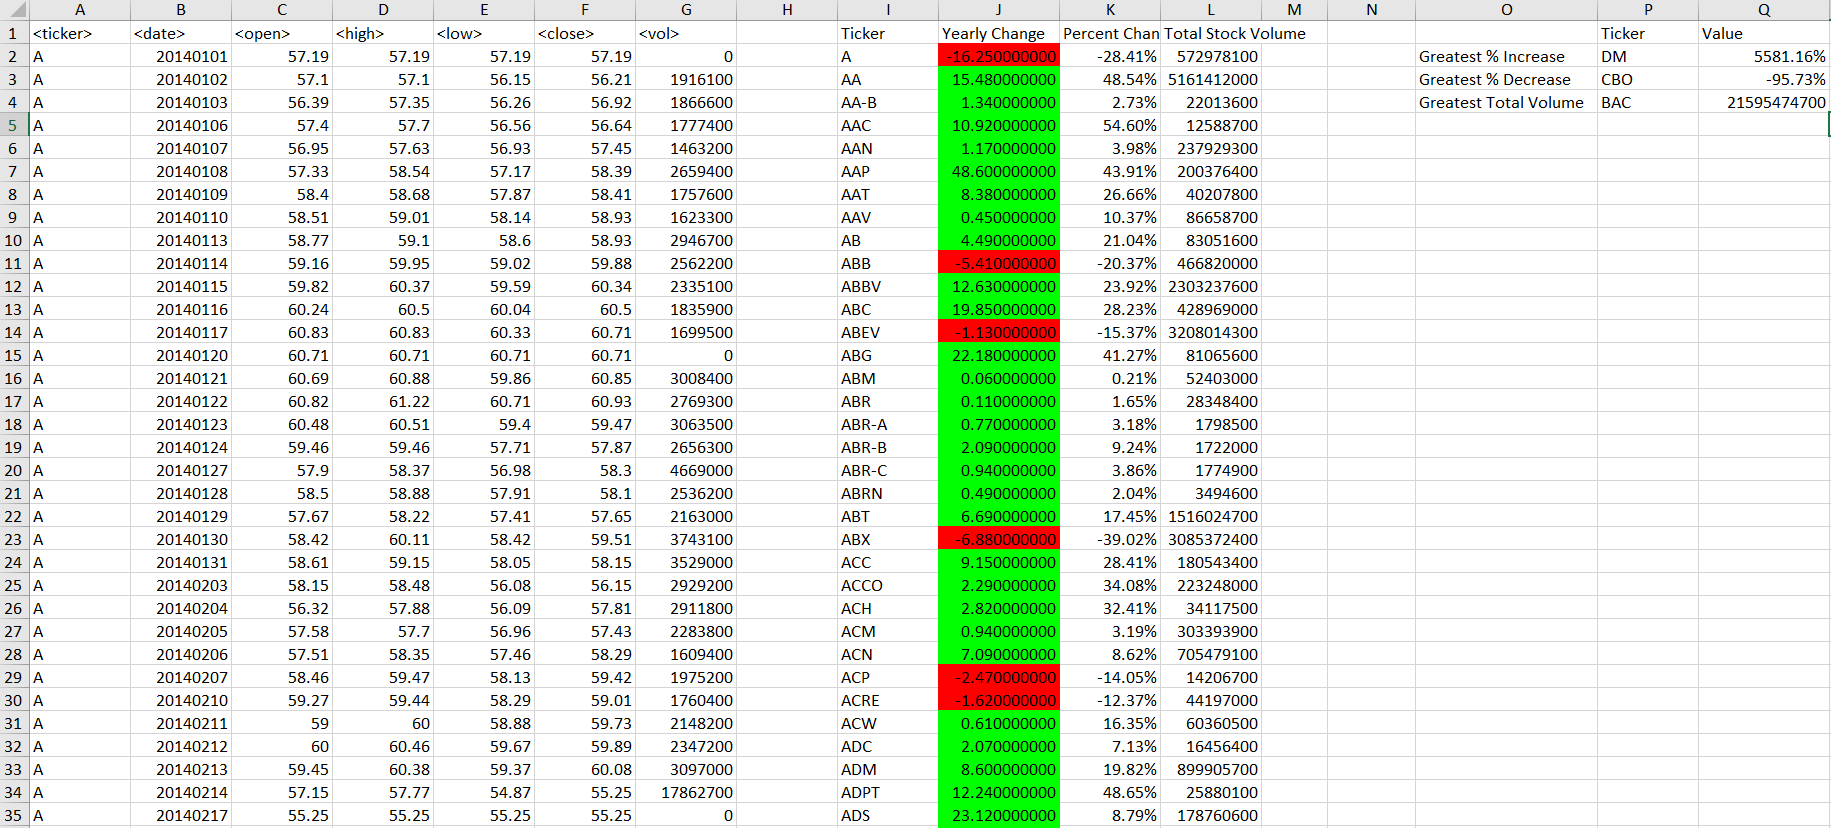 A B C D E F G H I J K L M N O P Q
1 <ticker> <date> <open> <high> <low> <close> <vol> Ticker Yearly Change Percent Chan Total Stock Volume Ticker Value
2 A 20140101 57.19 57.19 57.19 57.19 0 A -16.250000000 -28.41% 572978100 Greatest % Increase DM 5581.16%
3 A 20140102 57.1 57.1 56.15 56.21 1916100 AA 15.480000000 48.54% 5161412000 Greatest % Decrease CBO -95.73%
4 A 20140103 56.39 57.35 56.26 56.92 1866600 AA-B 1.340000000 2.73% 22013600 Greatest Total Volume BAC 21595474700
5 A 20140106 57.4 57.7 56.56 56.64 1777400 AAC 10.920000000 54.60% 12588700
6 A 20140107 56.95 57.63 56.93 57.45 1463200 AAN 1.170000000 3.98% 237929300
7 A 20140108 57.33 58.54 57.17 58.39 2659400 AAP 48.600000000 43.91% 200376400
8 A 20140109 58.4 58.68 57.87 58.41 1757600 AAT 8.380000000 26.66% 40207800
9 A 20140110 58.51 59.01 58.14 58.93 1623300 AAV 0.450000000 10.37% 86658700
10 A 20140113 58.77 59.1 58.6 58.93 2946700 AB 4.490000000 21.04% 83051600
11 A 20140114 59.16 59.95 59.02 59.88 2562200 ABB -5.410000000 -20.37% 466820000
12 A 20140115 59.82 60.37 59.59 60.34 2335100 ABBV 12.630000000 23.92% 2303237600
13 A 20140116 60.24 60.5 60.04 60.5 1835900 ABC 19.850000000 28.23% 428969000
14 A 20140117 60.83 60.83 60.33 60.71 1699500 ABEV -1.130000000 -15.37% 3208014300
15 A 20140120 60.71 60.71 60.71 60.71 0 ABG 22.180000000 41.27% 81065600
16 A 20140121 60.69 60.88 59.86 60.85 3008400 ABM 0.060000000 0.21% 52403000
17 A 20140122 60.82 61.22 60.71 60.93 2769300 ABR 0.110000000 1.65% 28348400
18 A 20140123 60.48 60.51 59.4 59.47 3063500 ABR-A 0.770000000 3.18% 1798500
19 A 20140124 59.46 59.46 57.71 57.87 2656300 ABR-B 2.090000000 9.24% 1722000
20 A 20140127 57.9 58.37 56.98 58.3 4669000 ABR-C 0.940000000 3.86% 1774900
21 A 20140128 58.5 58.88 57.91 58.1 2536200 ABRN 0.490000000 2.04% 3494600
22 A 20140129 57.67 58.22 57.41 57.65 2163000 ABT 6.690000000 17.45% 1516024700
23 A 20140130 58.42 60.11 58.42 59.51 3743100 ABX -6.880000000 -39.02% 3085372400
24 A 20140131 58.61 59.15 58.05 58.15 3529000 ACC 9.150000000 28.41% 180543400
25 A 20140203 58.15 58.48 56.08 56.15 2929200 ACCO 2.290000000 34.08% 223248000
26 A 20140204 56.32 57.88 56.09 57.81 2911800 ACH 2.820000000 32.41% 34117500
27 A 20140205 57.58 57.7 56.96 57.43 2283800 ACM 0.940000000 3.19% 303393900
28 A 20140206 57.51 58.35 57.46 58.29 1609400 ACN 7.090000000 8.62% 705479100
29 A 20140207 58.46 59.47 58.13 59.42 1975200 ACP -2.470000000 -14.05% 14206700
30 A 20140210 59.27 59.44 58.29 59.01 1760400 ACRE -1.620000000 -12.37% 44197000
31 A 20140211 59 60 58.88 59.73 2148200 ACW 0.610000000 16.35% 60360500
32 A 20140212 60 60.46 59.67 59.89 2347200 ADC 2.070000000 7.13% 16456400
33 A 20140213 59.45 60.38 59.37 60.08 3097000 ADM 8.600000000 19.82% 899905700
34 A 20140214 57.15 57.77 54.87 55.25 17862700 ADPT 12.240000000 48.65% 25880100
35 A 20140217 55.25 55.25 55.25 55.25 0 ADS 23.120000000 8.79% 178760600